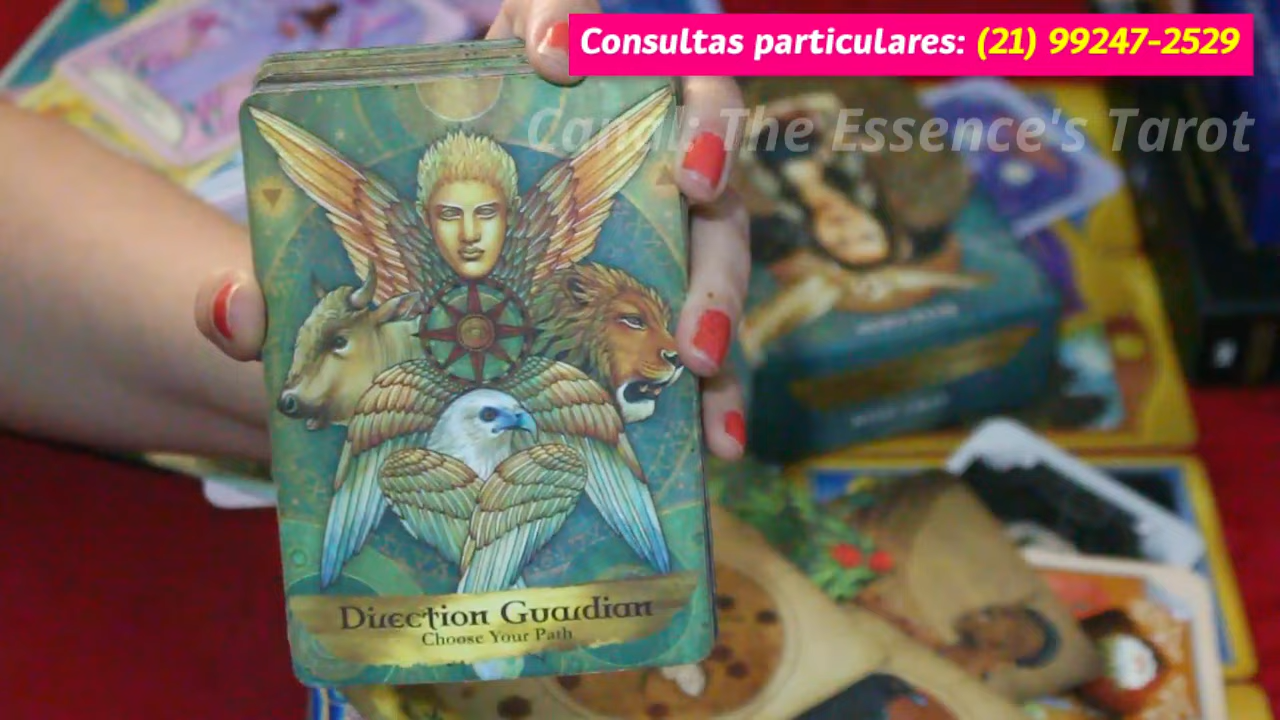 Consultas particulares: (21) 99247-2529
Canal: The Essence's Tarot
Direction Guardian
Choose Your Path